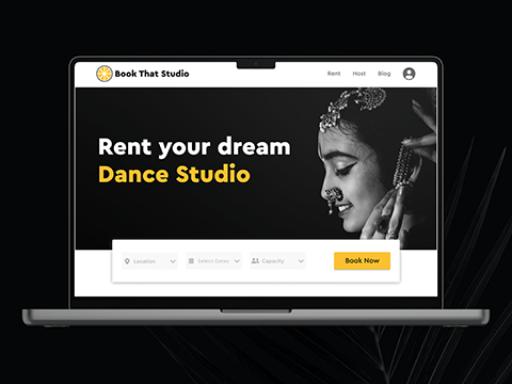 Book That Studio
Rent Host Blog
Rent your dream
Dance Studio
Location Select Dates Capacity Book Now